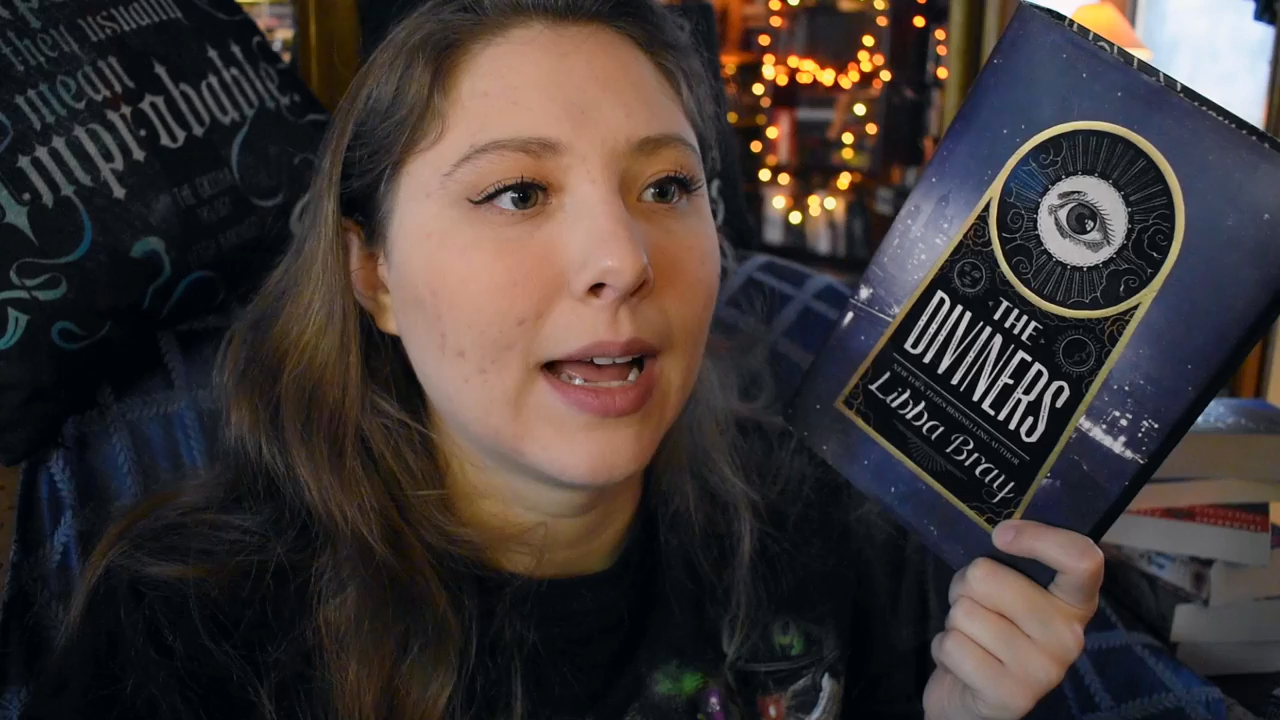 they usually
mean
Improbable.
THE
DIVINERS
NEW YORK TIMES BESTSELLING AUTHOR
Libba Bray